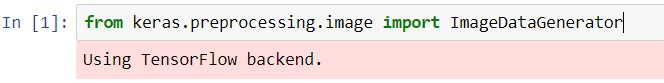 In [1]: from keras.preprocessing.image import ImageDataGenerator
Using TensorFlow backend.